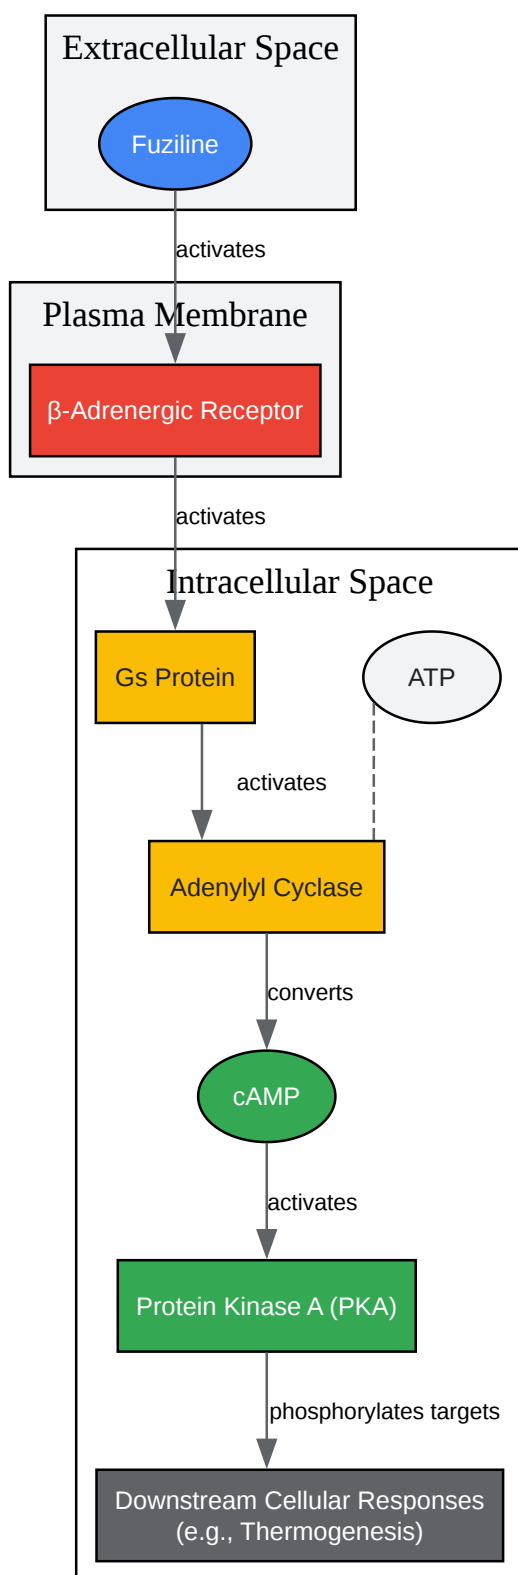 Extracellular Space
Fuziline
activates
Plasma Membrane
β-Adrenergic Receptor
activates
Intracellular Space
Gs Protein
ATP
activates
Adenylyl Cyclase
converts
cAMP
activates
Protein Kinase A (PKA)
phosphorylates targets
Downstream Cellular Responses
(e.g., Thermogenesis)